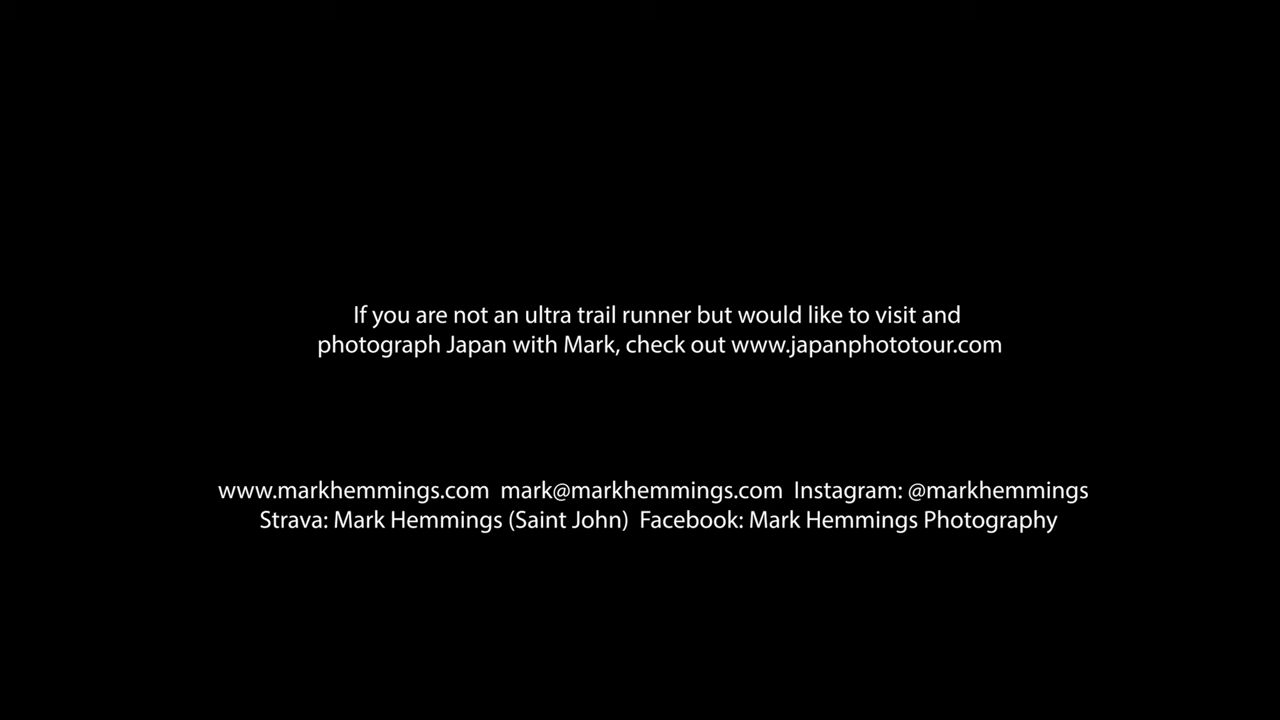 If you are not an ultra trail runner but would like to visit and
photograph Japan with Mark, check out www.japanphototour.com
www.markhemmings.com  mark@markhemmings.com  Instagram: @markhemmings
Strava: Mark Hemmings (Saint John)  Facebook: Mark Hemmings Photography